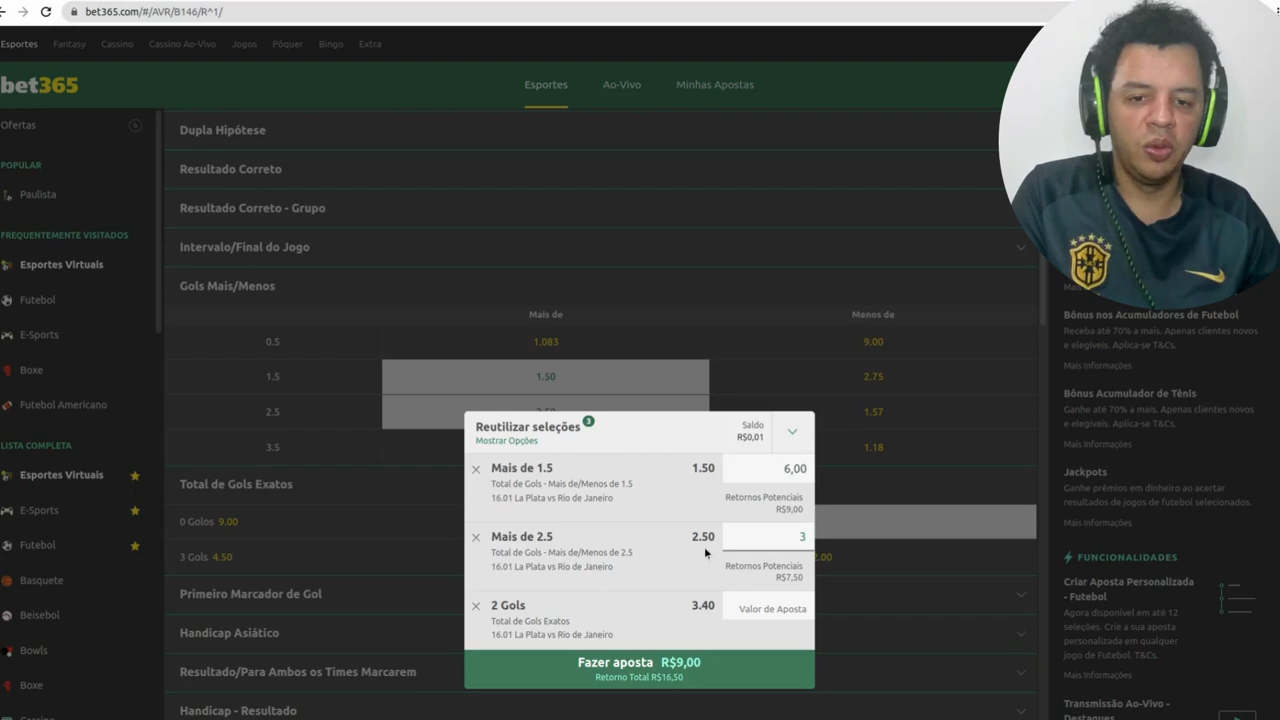 bet365.com/#/AVR/B146/R^1/
Esportes Fantasy Cassino Cassino Ao-Vivo Jogos Póquer Bingo Extra
bet365
Esportes Ao-Vivo Minhas Apostas
Ofertas 6
POPULAR
Paulista
FREQUENTEMENTE VISITADOS
Esportes Virtuais
Futebol
E-Sports
Boxe
Futebol Americano
LISTA COMPLETA
Esportes Virtuais
E-Sports
Futebol
Basquete
Beisebol
Bowls
Boxe
Dupla Hipótese
Resultado Correto
Resultado Correto - Grupo
Intervalo/Final do Jogo
Gols Mais/Menos
Mais de Menos de
0.5 1.083 9.00
1.5 1.50 2.75
2.5 2.50 1.57
3.5 1.18
Total de Gols Exatos
0 Golos 9,00
3 Gols 4.50
Primeiro Marcador de Gol
Handicap Asiático
Resultado/Para Ambos os Times Marcarem
Handicap - Resultado
Reutilizar seleções 3
Mostrar Opções
Saldo
R$0,01
Mais de 1.5 1.50 6,00
Total de Gols - Mais/Menos de 1.5
16.01 La Plata vs Rio de Janeiro
Retornos Potenciais
R$9,00
Mais de 2.5 2.50 3
Total de Gols - Mais/Menos de 2.5
16.01 La Plata vs Rio de Janeiro
Retornos Potenciais
R$7,50
2 Gols 3.40 Valor de Aposta
Total de Gols Exatos
16.01 La Plata vs Rio de Janeiro
Fazer aposta R$9,00
Retorno Total R$16,50
Bônus nos Acumuladores de Futebol
Receba até 70% a mais. Apenas clientes novos
e elegíveis. Aplica-se T&Cs.
Mais Informações
Bônus Acumulador de Tênis
Ganhe até 70% a mais. Apenas clientes novos
e elegíveis. Aplica-se T&Cs.
Mais Informações
Jackpots
Ganhe prêmios em dinheiro ao acertar
resultados de jogos de futebol selecionados.
Mais Informações
FUNCIONALIDADES
Criar Aposta Personalizada
- Futebol
Agora disponível em até 12
seleções. Crie a sua aposta
personalizada em qualquer
jogo de Futebol. T&Cs.
Mais Informações
Transmissão Ao-Vivo -